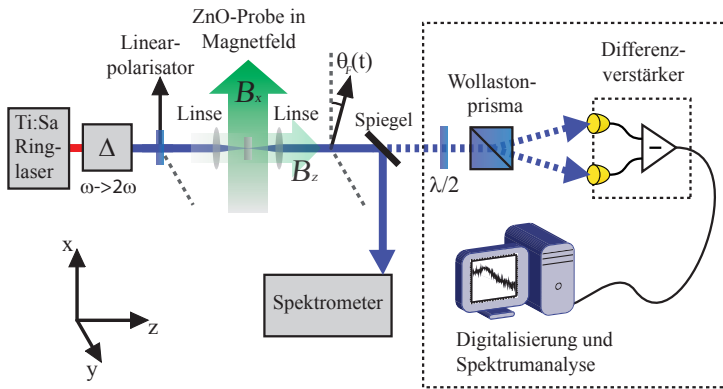 ZnO-Probe in
Magnetfeld
Linear-
polarisator
θF(t)
Differenz-
verstärker
Wollaston-
prisma
Linse
Bx
Linse
Spiegel
Ti:Sa
Ring-
laser
Δ
Bz
ω->2ω
λ/2
−
x
z
y
Spektrometer
Digitalisierung und
Spektrumanalyse